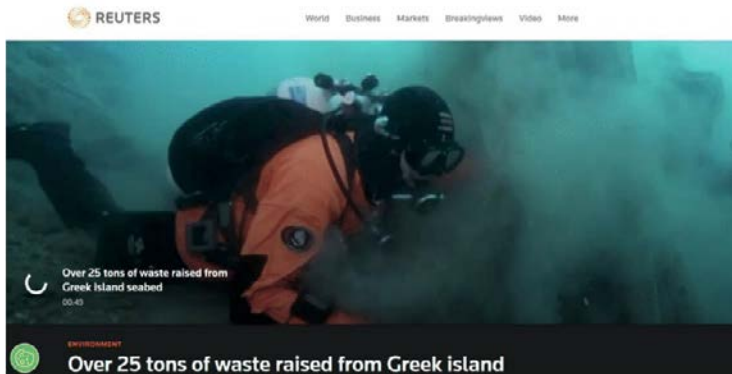 REUTERS
World Business Markets Breakingviews Video More
Over 25 tons of waste raised from
Greek island seabed
00:49
ENVIRONMENT
Over 25 tons of waste raised from Greek island